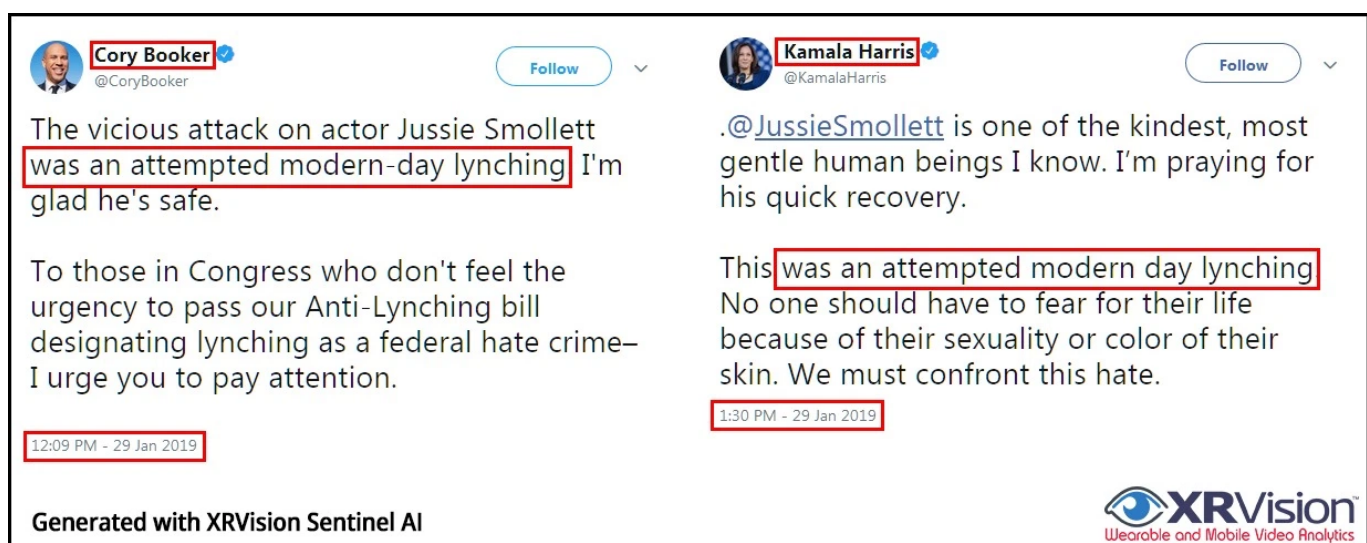 Cory Booker
@CoryBooker
Follow
The vicious attack on actor Jussie Smollett
was an attempted modern-day lynching. I'm
glad he's safe.
To those in Congress who don't feel the
urgency to pass our Anti-Lynching bill
designating lynching as a federal hate crime–
I urge you to pay attention.
12:09 PM - 29 Jan 2019
Generated with XRVision Sentinel AI
Kamala Harris
@KamalaHarris
Follow
.@JussieSmollett is one of the kindest, most
gentle human beings I know. I’m praying for
his quick recovery.
This was an attempted modern day lynching.
No one should have to fear for their life
because of their sexuality or color of their
skin. We must confront this hate.
1:30 PM - 29 Jan 2019
XRVision™
Wearable and Mobile Video Analytics